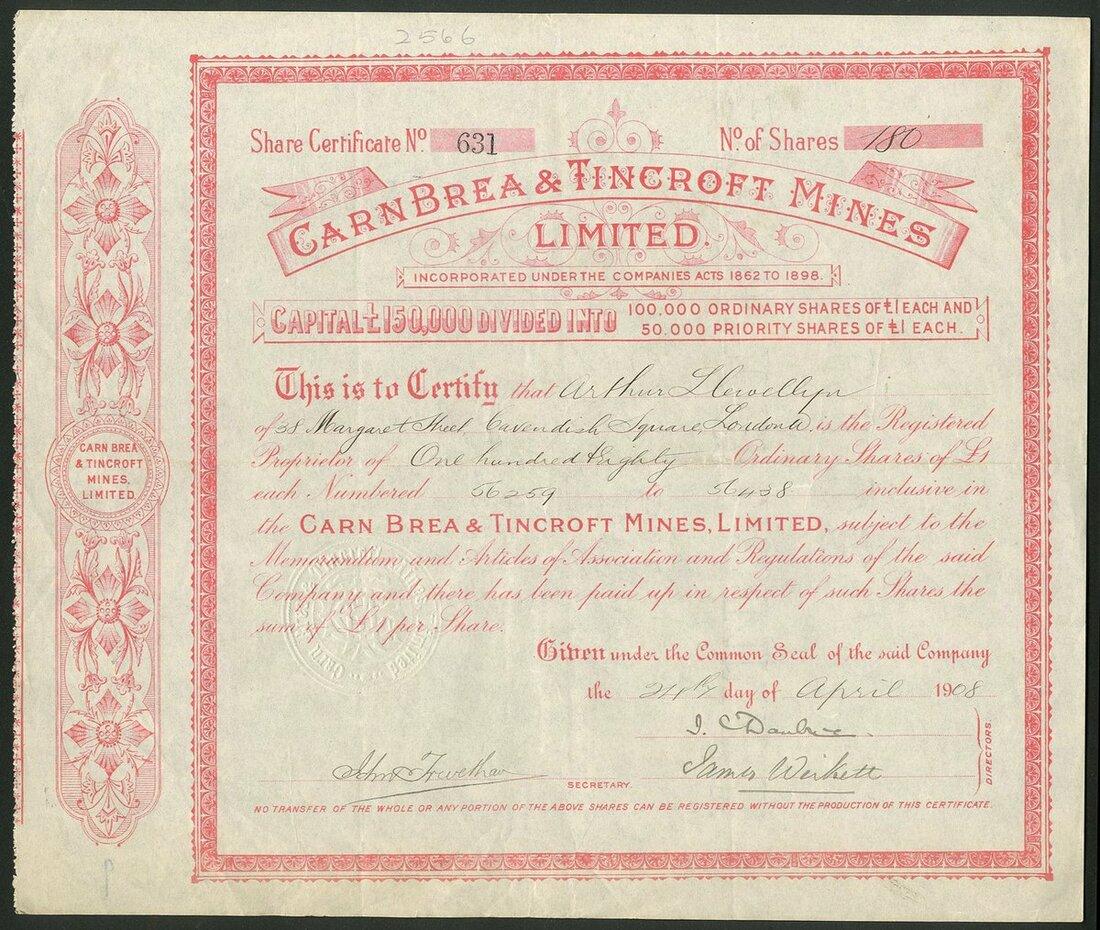 2566
Share Certificate No. 631
No. of Shares 180
CARN BREA & TINCROFT MINES
LIMITED.
INCORPORATED UNDER THE COMPANIES ACTS 1862 TO 1898.
CAPITAL £150,000 DIVIDED INTO
100,000 ORDINARY SHARES OF £1 EACH AND
50.000 PRIORITY SHARES OF £1 EACH.
This is to Certify that Arthur Llewellyn
of 38 Margaret Street, Cavendish Square, London W. is the Registered
Proprietor of One hundred & Eighty Ordinary Shares of £1
each Numbered 56259 to 56438 inclusive in
the CARN BREA & TINCROFT MINES, LIMITED, subject to the
Memorandum and Articles of Association and Regulations of the said
Company and there has been paid up in respect of such Shares the
sum of £1 per Share.
Given under the Common Seal of the said Company
the 24th day of April 1908
DIRECTORS.
John
James
SECRETARY.
NO TRANSFER OF THE WHOLE OR ANY PORTION OF THE ABOVE SHARES CAN BE REGISTERED WITHOUT THE PRODUCTION OF THIS CERTIFICATE.
CARN BREA
& TINCROFT
MINES,
LIMITED.